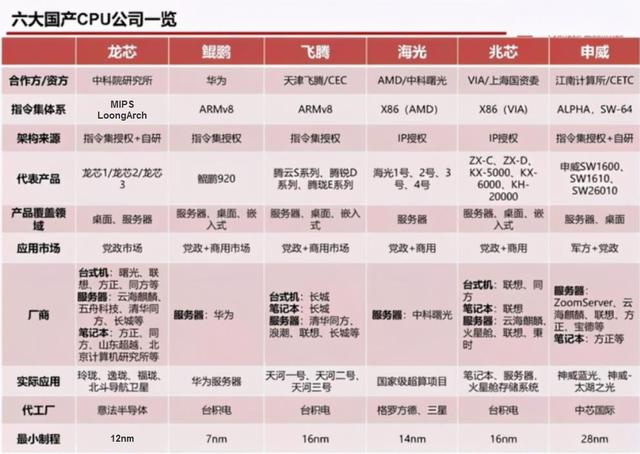 六大国产CPU公司一览
龙芯 鲲鹏 飞腾 海光 兆芯 申威
合作方/资方 中科院研究所 华为 天津飞腾/CEC AMD/中科曙光 VIA/上海国资委 江南计算所/CETC
指令集体系 MIPS LoongArch ARMv8 ARMv8 X86（AMD） X86（VIA） ALPHA，SW-64
架构来源 指令集授权+自研 指令集授权 指令集授权 IP授权 IP授权 指令集授权+自研
代表产品 龙芯1/龙芯2/龙芯3 鲲鹏920 腾云S系列、腾锐D系列、腾珑E系列 海光1号、2号、3号、4号 ZX-C、ZX-D、KX-5000、KX-6000、KH-20000 申威SW1600、SW1610、SW26010
产品覆盖领域 桌面、服务器 服务器、桌面、嵌入式 服务器、桌面、嵌入式 服务器 服务器、桌面、嵌入式 服务器、桌面
应用市场 党政市场 党政+商用市场 党政+商用市场 党政+商用 党政+商用 军方+党政
厂商
台式机：曙光、联想、方正、同方等
服务器：云海麒麟、五舟科技、清华同方、长城等
笔记本：方正、同方、山东超越、北京计算机研究所等
服务器：华为
台式机：长城
笔记本：长城
服务器：清华同方、浪潮、联想、长城等
服务器：中科曙光
台式机：联想、同方
笔记本：联想
服务器：云海麒麟、火星舱、联想、秉时
服务器：ZoomServer、云海麒麟、联想、方正、宝德等
笔记本：方正等
实际应用 玲珑、逸珑、福珑、北斗导航卫星 华为服务器 天河一号、天河二号、天河三号 国家级超算项目 笔记本、服务器、火星舱存储系统 神威蓝光、神威-太湖之光
代工厂 意法半导体 台积电 台积电 格罗方德、三星 台积电 中芯国际
最小制程 12nm 7nm 16nm 14nm 16nm 28nm